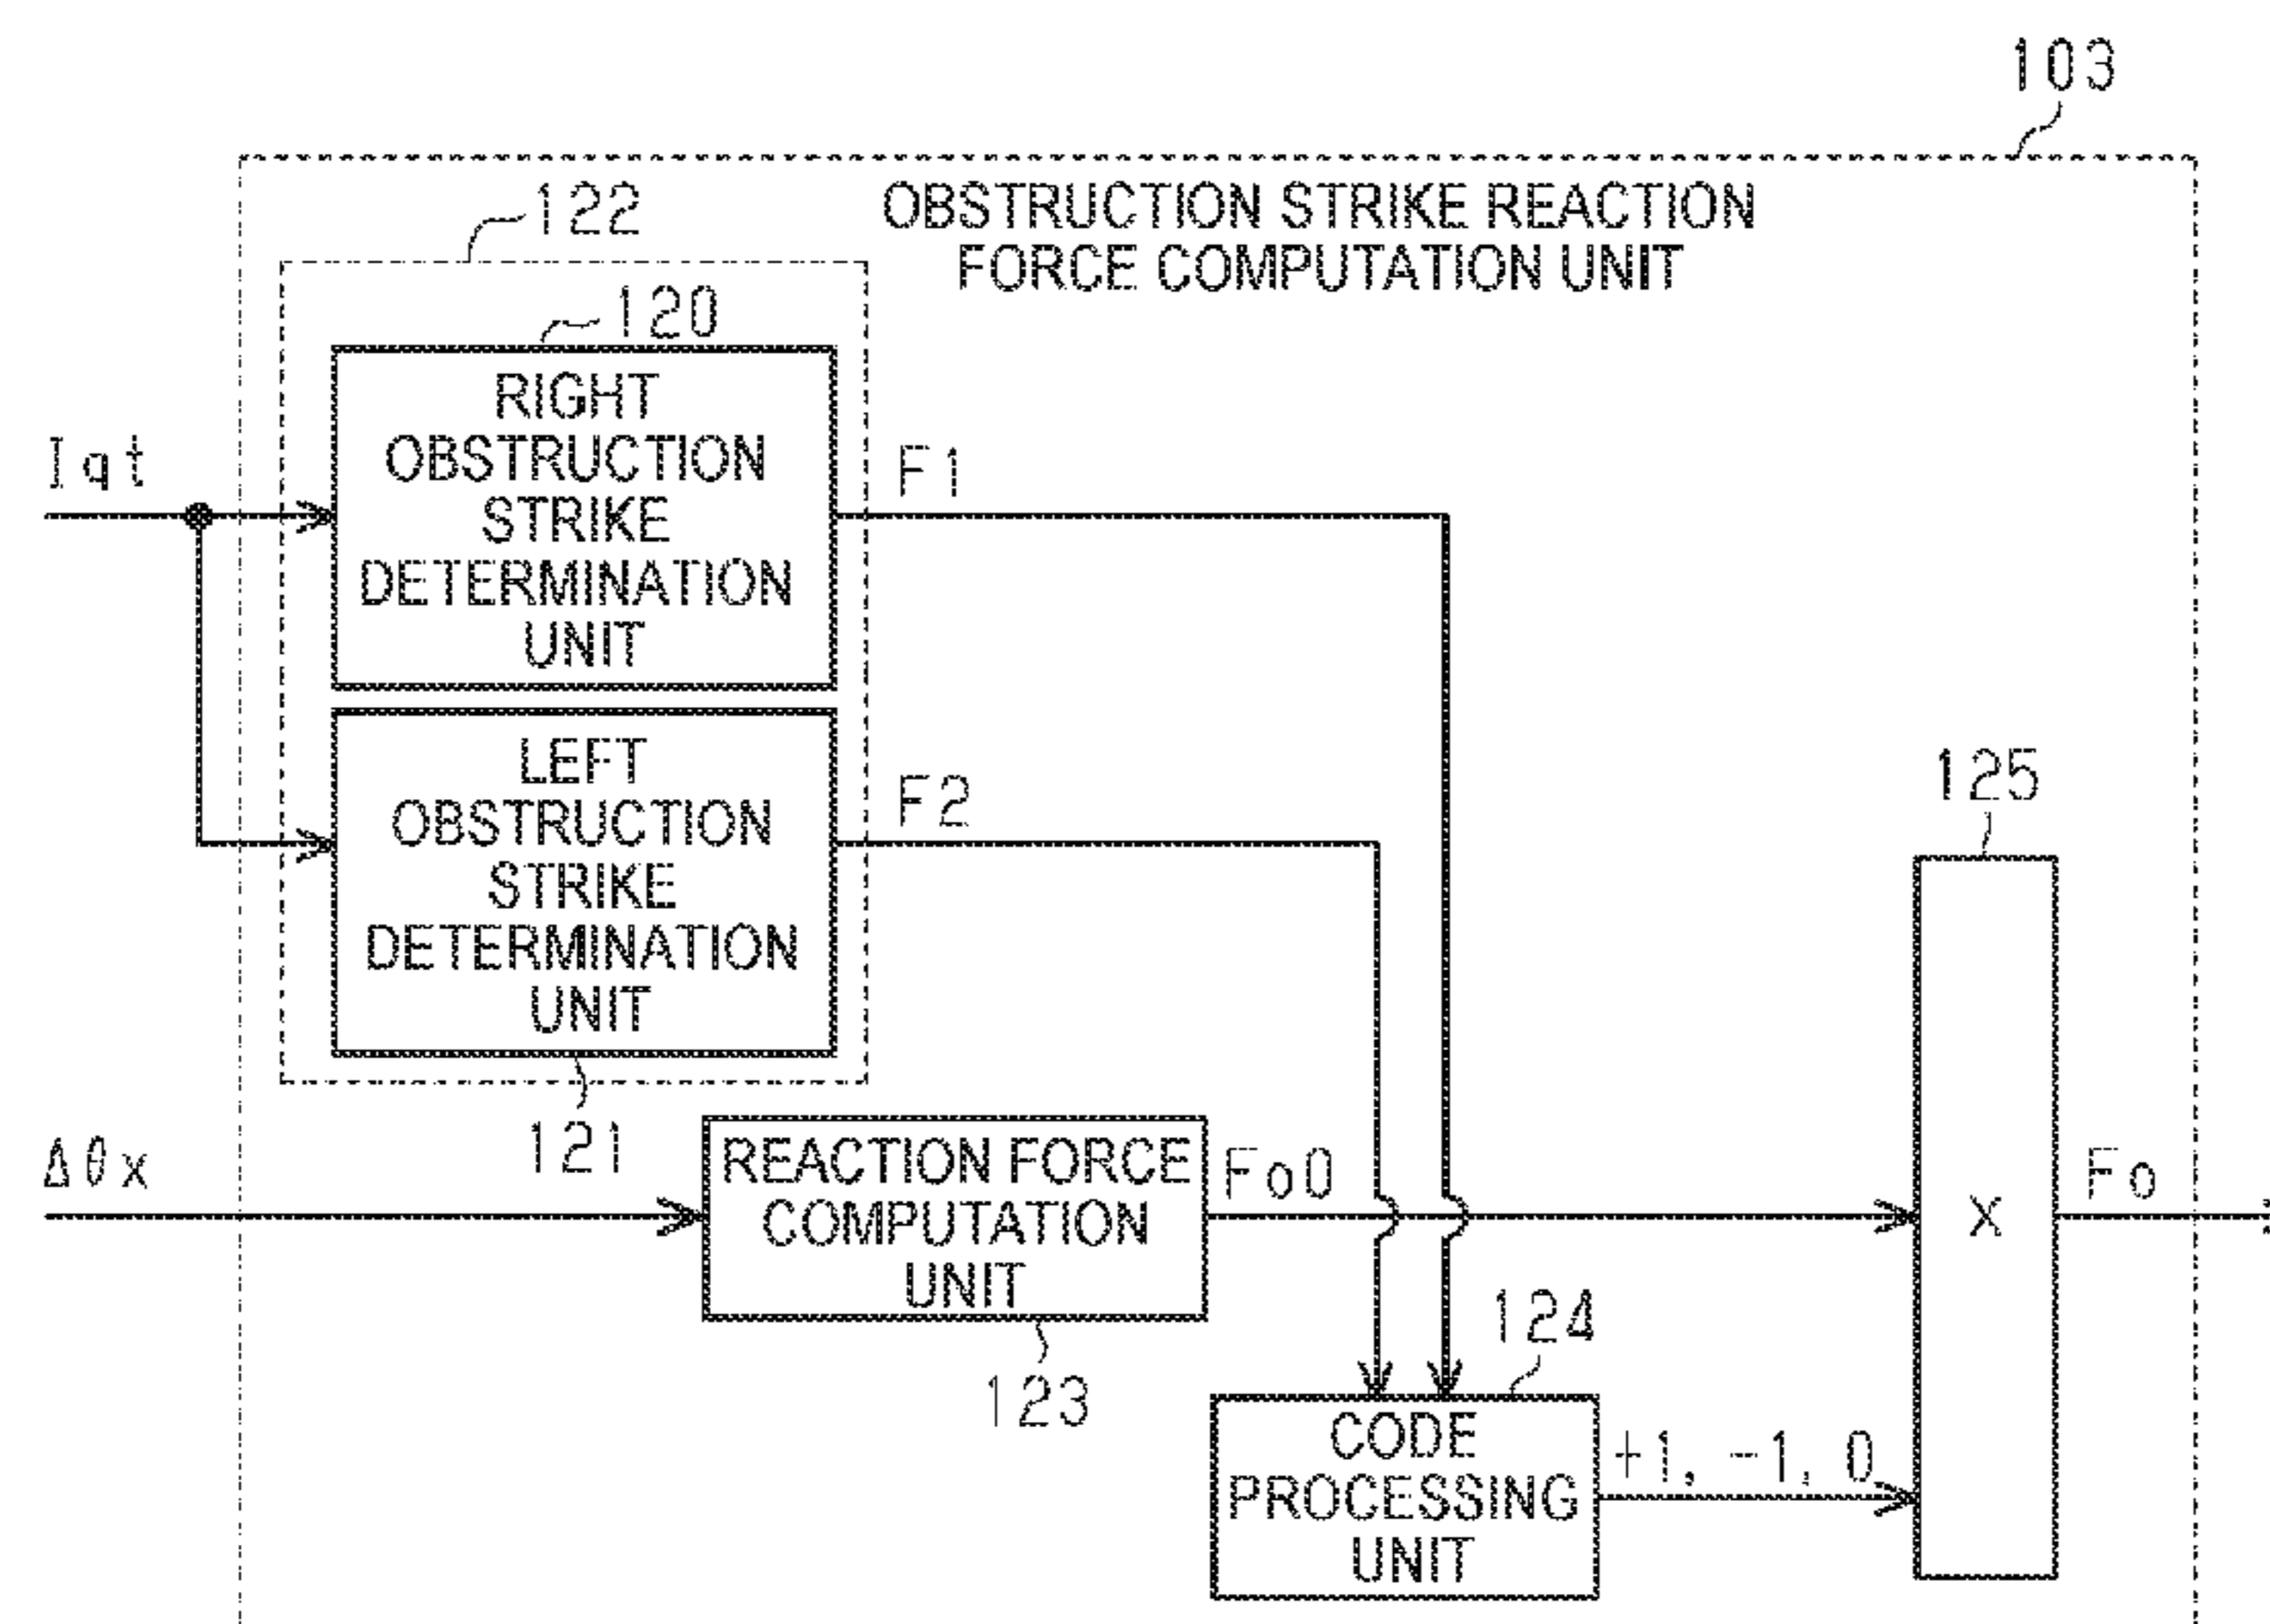 103
OBSTRUCTION STRIKE REACTION
FORCE COMPUTATION UNIT
122
120
RIGHT
OBSTRUCTION
STRIKE
DETERMINATION
UNIT
Iqt
F1
LEFT
OBSTRUCTION
STRIKE
DETERMINATION
UNIT
F2
125
121
Δθx
REACTION FORCE
COMPUTATION
UNIT
Fo0
X
Fo
123
124
CODE
PROCESSING
UNIT
+1, -1, 0